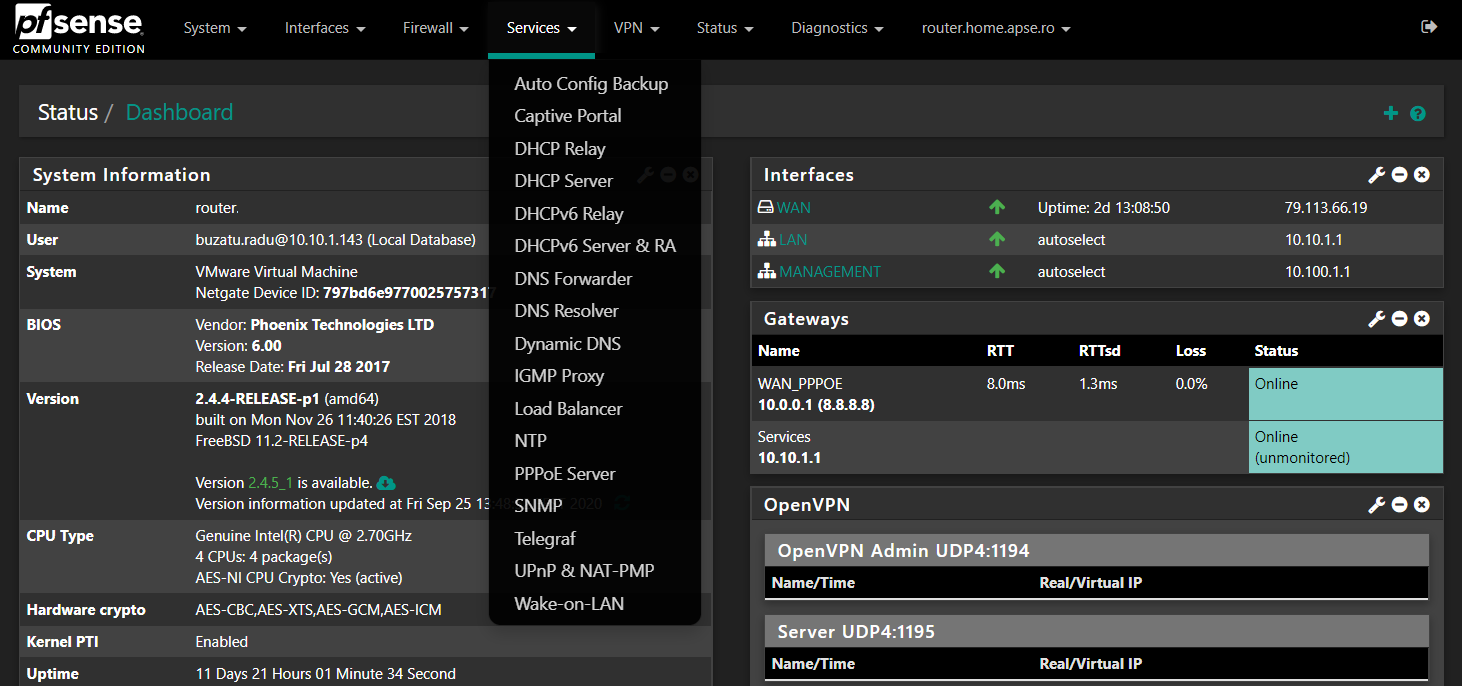 pfsense
COMMUNITY EDITION
System
Interfaces
Firewall
Services
VPN
Status
Diagnostics
router.home.apse.ro
Auto Config Backup
Captive Portal
DHCP Relay
DHCP Server
DHCPv6 Relay
DHCPv6 Server & RA
DNS Forwarder
DNS Resolver
Dynamic DNS
IGMP Proxy
Load Balancer
NTP
PPPoE Server
SNMP
Telegraf
UPnP & NAT-PMP
Wake-on-LAN
Status / Dashboard
System Information
Name router.
User buzatu.radu@10.10.1.143 (Local Database)
System VMware Virtual Machine
Netgate Device ID: 797bd6e9770025757317
BIOS Vendor: Phoenix Technologies LTD
Version: 6.00
Release Date: Fri Jul 28 2017
Version 2.4.4-RELEASE-p1 (amd64)
built on Mon Nov 26 11:40:26 EST 2018
FreeBSD 11.2-RELEASE-p4
Version 2.4.5_1 is available.
Version information updated at Fri Sep 25 13:48 2020
CPU Type Genuine Intel(R) CPU @ 2.70GHz
4 CPUs: 4 package(s)
AES-NI CPU Crypto: Yes (active)
Hardware crypto AES-CBC,AES-XTS,AES-GCM,AES-ICM
Kernel PTI Enabled
Uptime 11 Days 21 Hours 01 Minute 34 Second
Interfaces
WAN Uptime: 2d 13:08:50 79.113.66.19
LAN autoselect 10.10.1.1
MANAGEMENT autoselect 10.100.1.1
Gateways
Name RTT RTTsd Loss Status
WAN_PPPOE 8.0ms 1.3ms 0.0% Online
10.0.0.1 (8.8.8.8)
Services Online
10.10.1.1 (unmonitored)
OpenVPN
OpenVPN Admin UDP4:1194
Name/Time Real/Virtual IP
Server UDP4:1195
Name/Time Real/Virtual IP